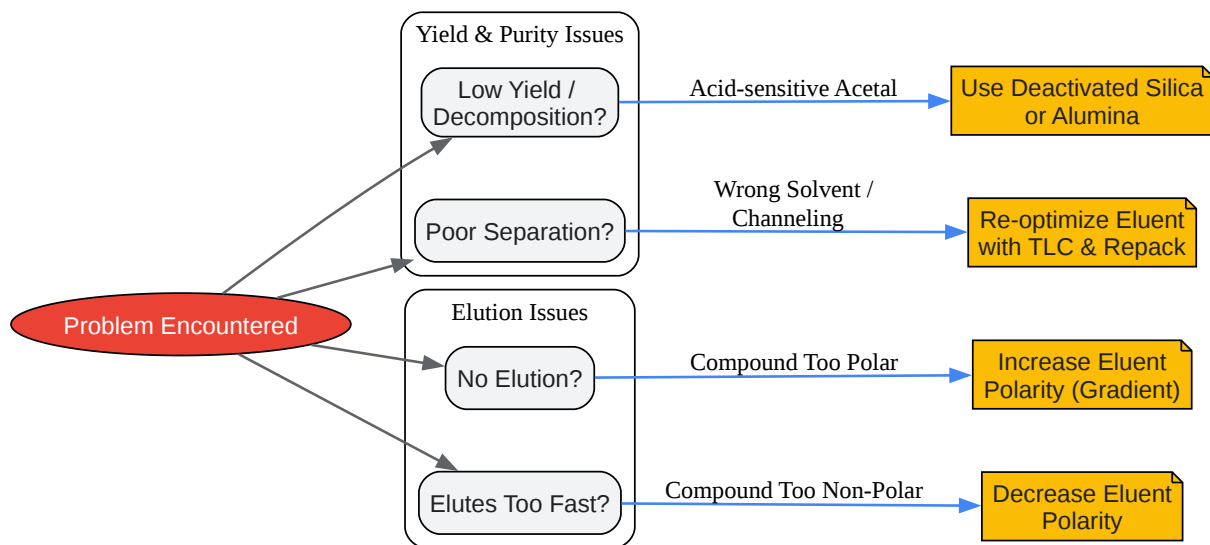 Yield & Purity Issues
Low Yield /
Decomposition?
Acid-sensitive Acetal
Use Deactivated Silica
or Alumina
Poor Separation?
Wrong Solvent /
Channeling
Re-optimize Eluent
with TLC & Repack
Problem Encountered
Elution Issues
No Elution?
Compound Too Polar
Increase Eluent
Polarity (Gradient)
Elutes Too Fast?
Compound Too Non-Polar
Decrease Eluent
Polarity